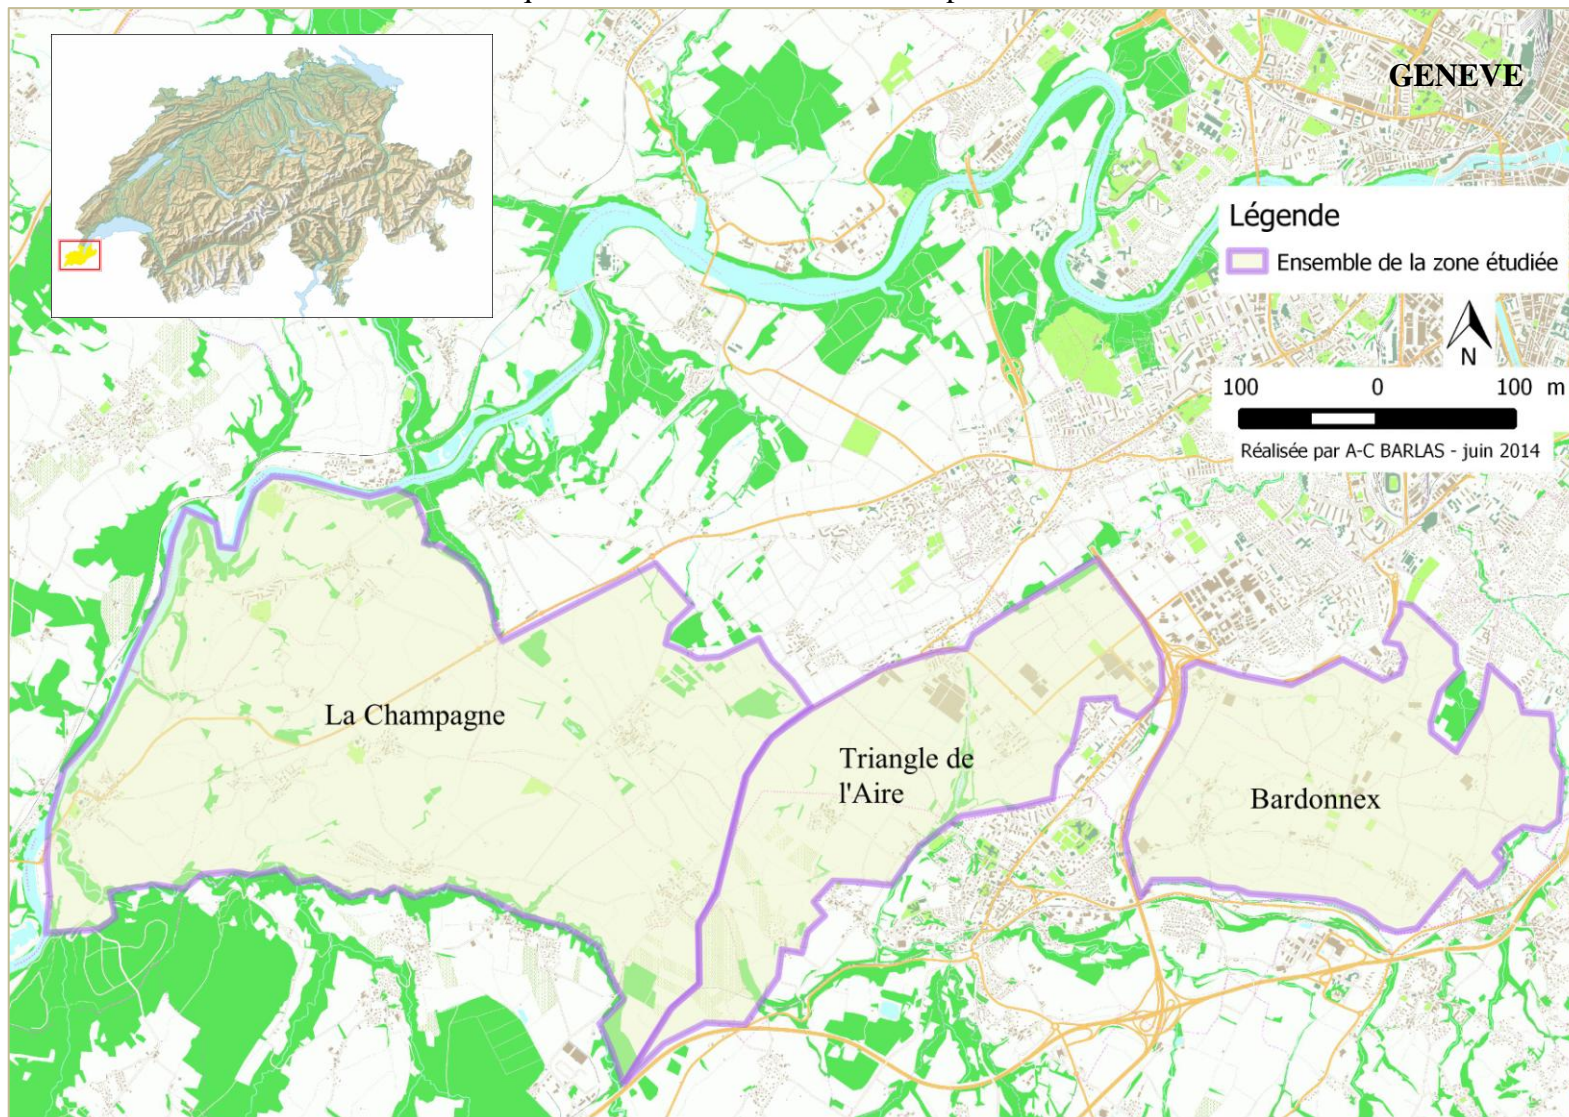 GENEVE
Légende
Ensemble de la zone étudiée
N
100 0 100 m
Réalisée par A-C BARLAS - juin 2014
La Champagne
Triangle de
l'Aire
Bardonnex